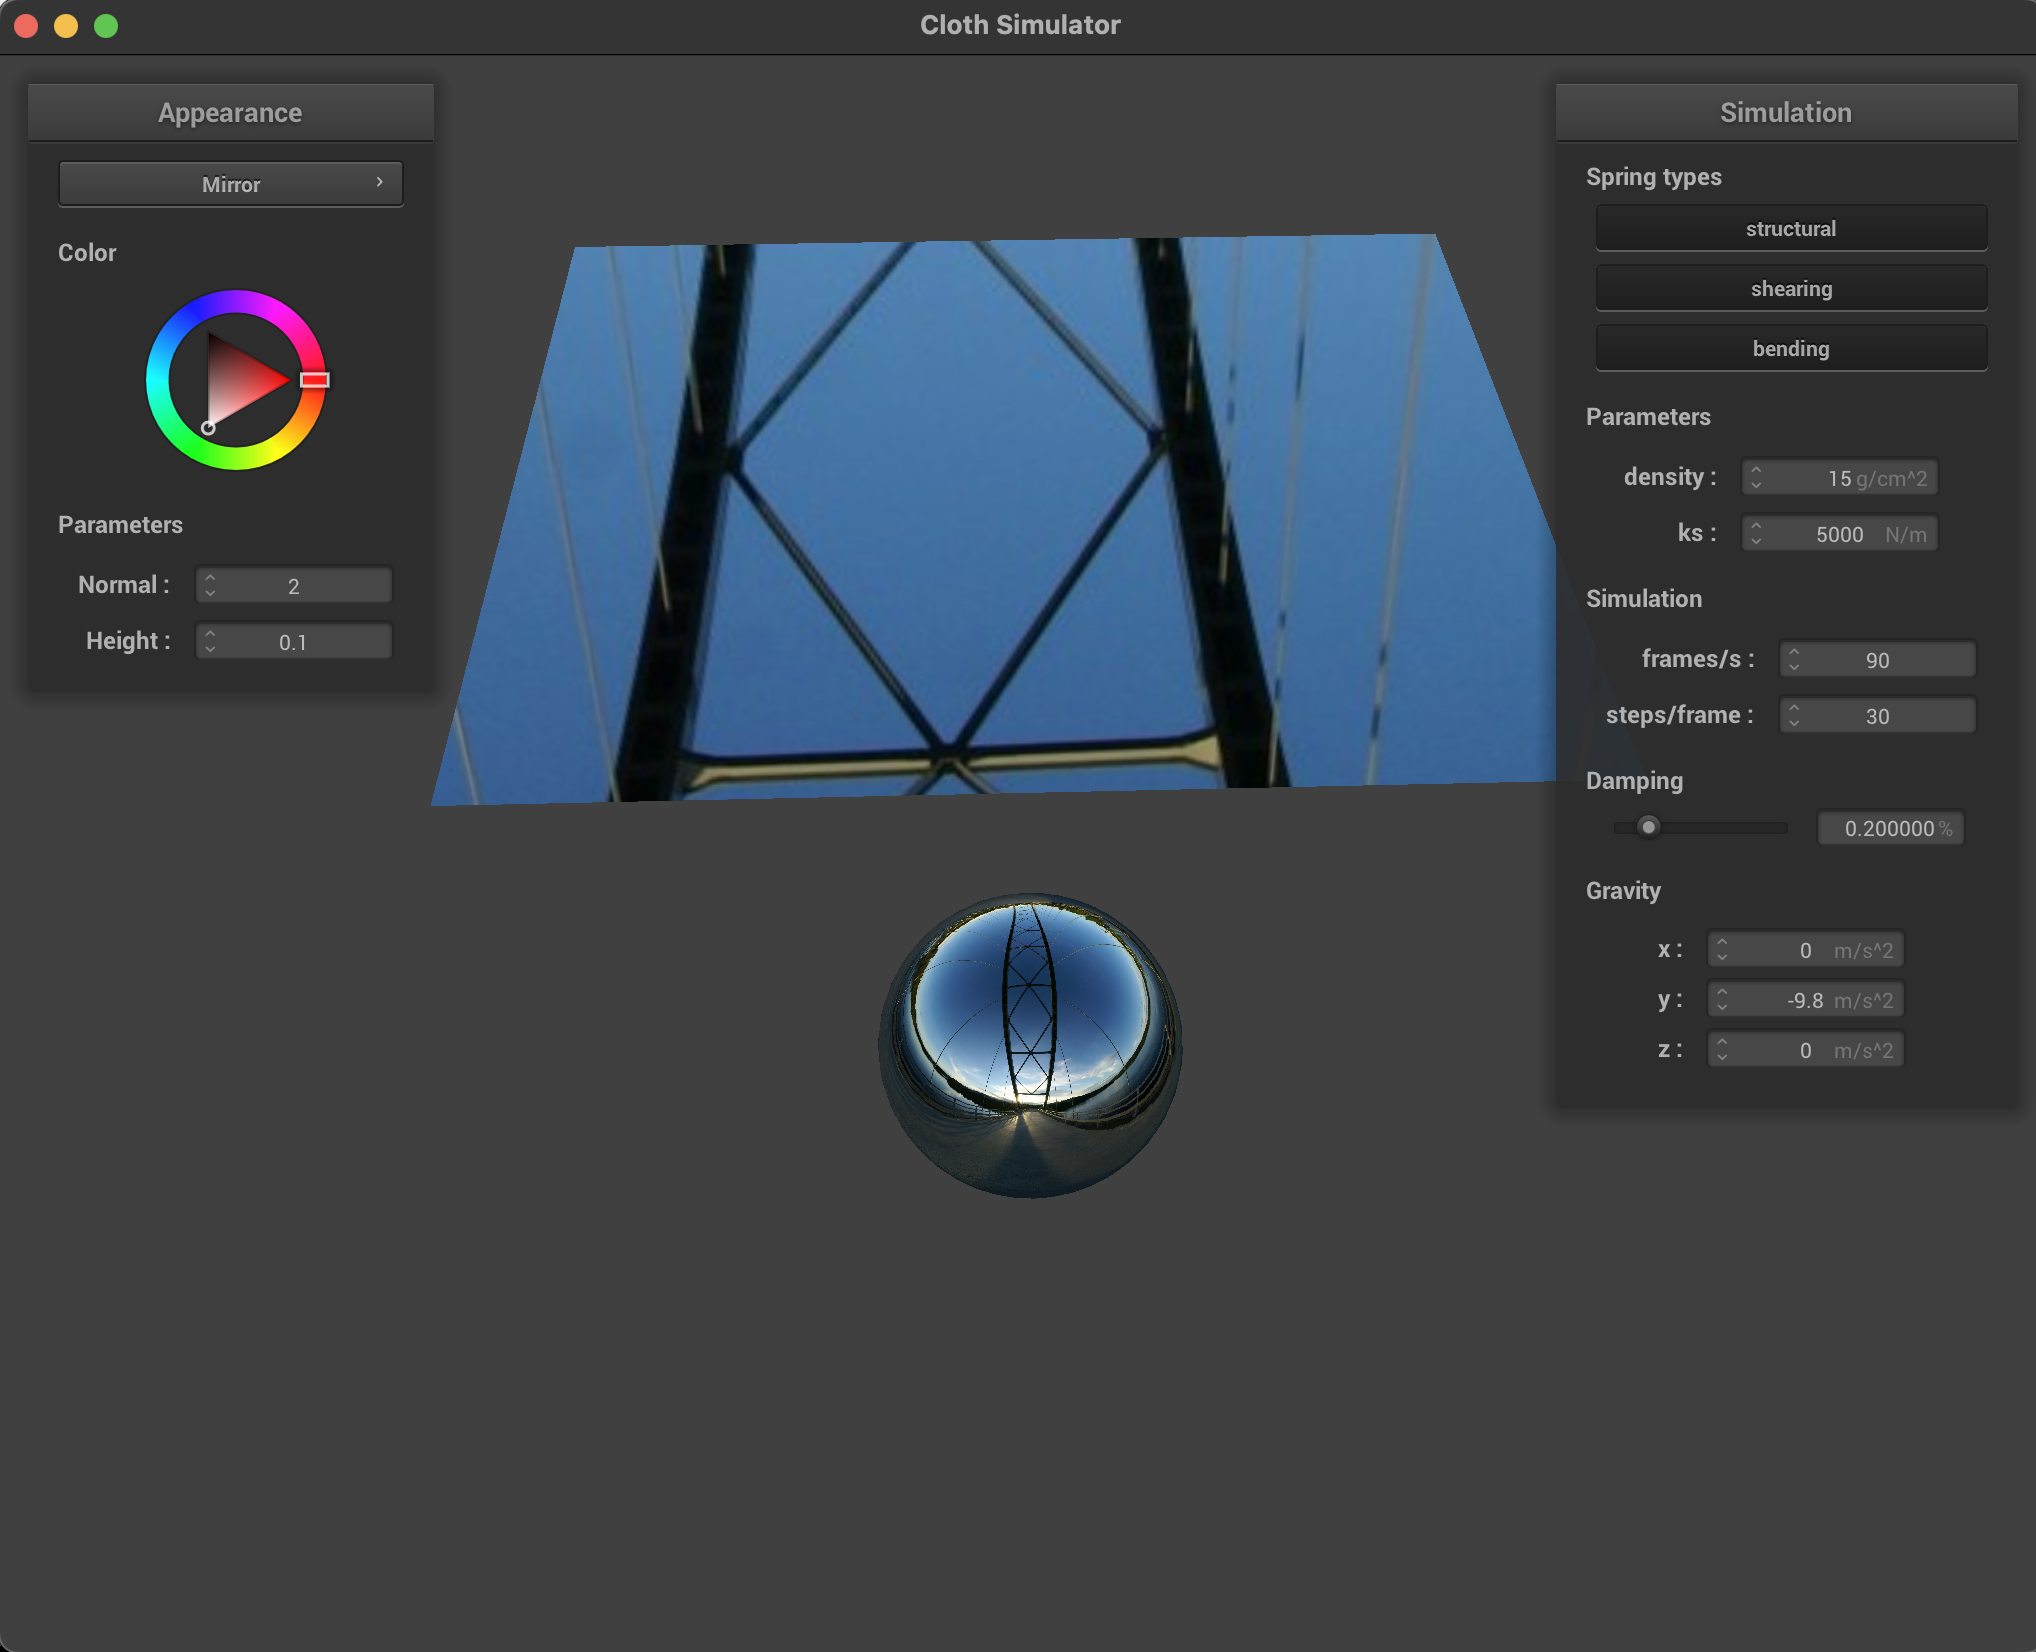 Cloth Simulator
Appearance
Mirror
Color
Parameters
Normal : 2
Height : 0.1
Simulation
Spring types
structural
shearing
bending
Parameters
density : 15 g/cm^2
ks : 5000 N/m
Simulation
frames/s : 90
steps/frame : 30
Damping
0.200000 %
Gravity
x : 0 m/s^2
y : -9.8 m/s^2
z : 0 m/s^2